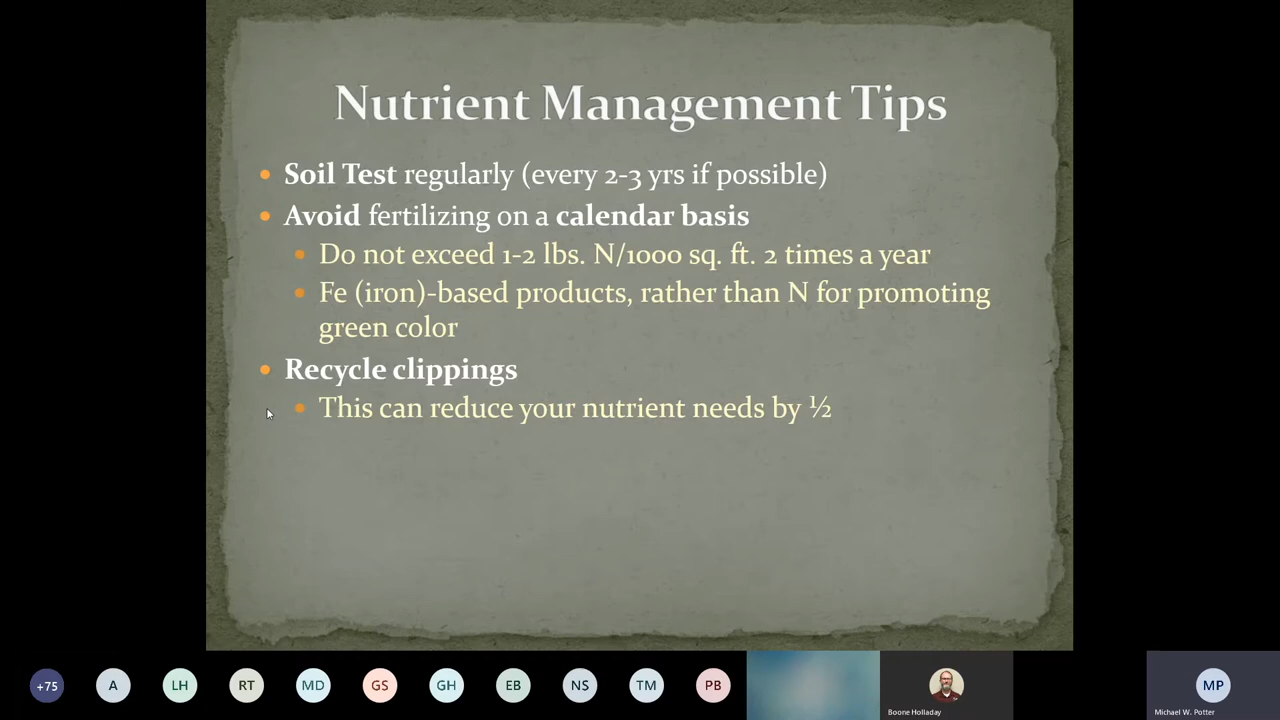 Nutrient Management Tips
• Soil Test regularly (every 2-3 yrs if possible)
• Avoid fertilizing on a calendar basis
• Do not exceed 1-2 lbs. N/1000 sq. ft. 2 times a year
• Fe (iron)-based products, rather than N for promoting
green color
• Recycle clippings
• This can reduce your nutrient needs by ½
+75 A LH RT MD GS GH EB NS TM PB MP
Boone Holladay Michael W. Potter